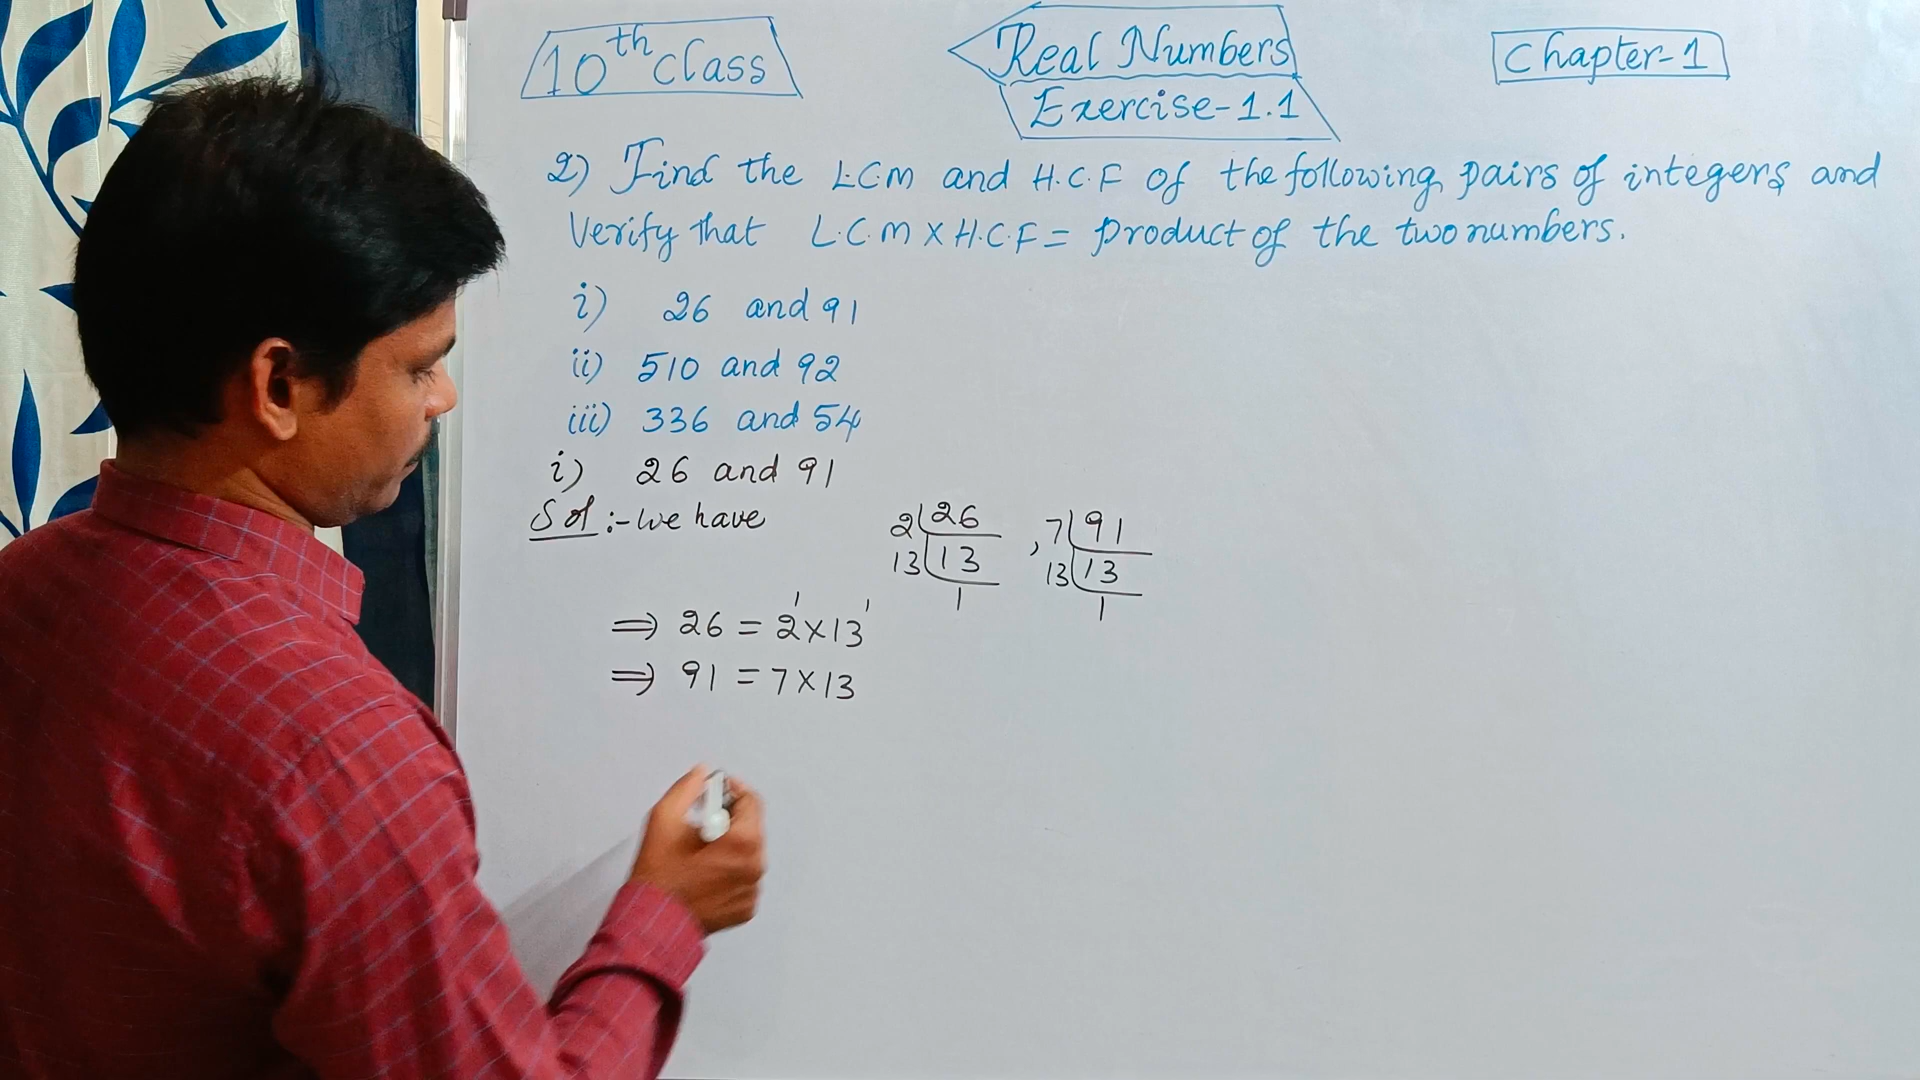 10th class
Real Numbers
Exercise-1.1
Chapter-1
2) Find the L.C.M and H.C.F of the following pairs of integers and
Verify that L.C.M X H.C.F = product of the two numbers.
i) 26 and 91
ii) 510 and 92
iii) 336 and 54
i) 26 and 91
Sol :- We have
2 | 26 , 7 | 91
13 | 13 13 | 13
1 1
⇒ 26 = 2¹ × 13¹
⇒ 91 = 7 × 13